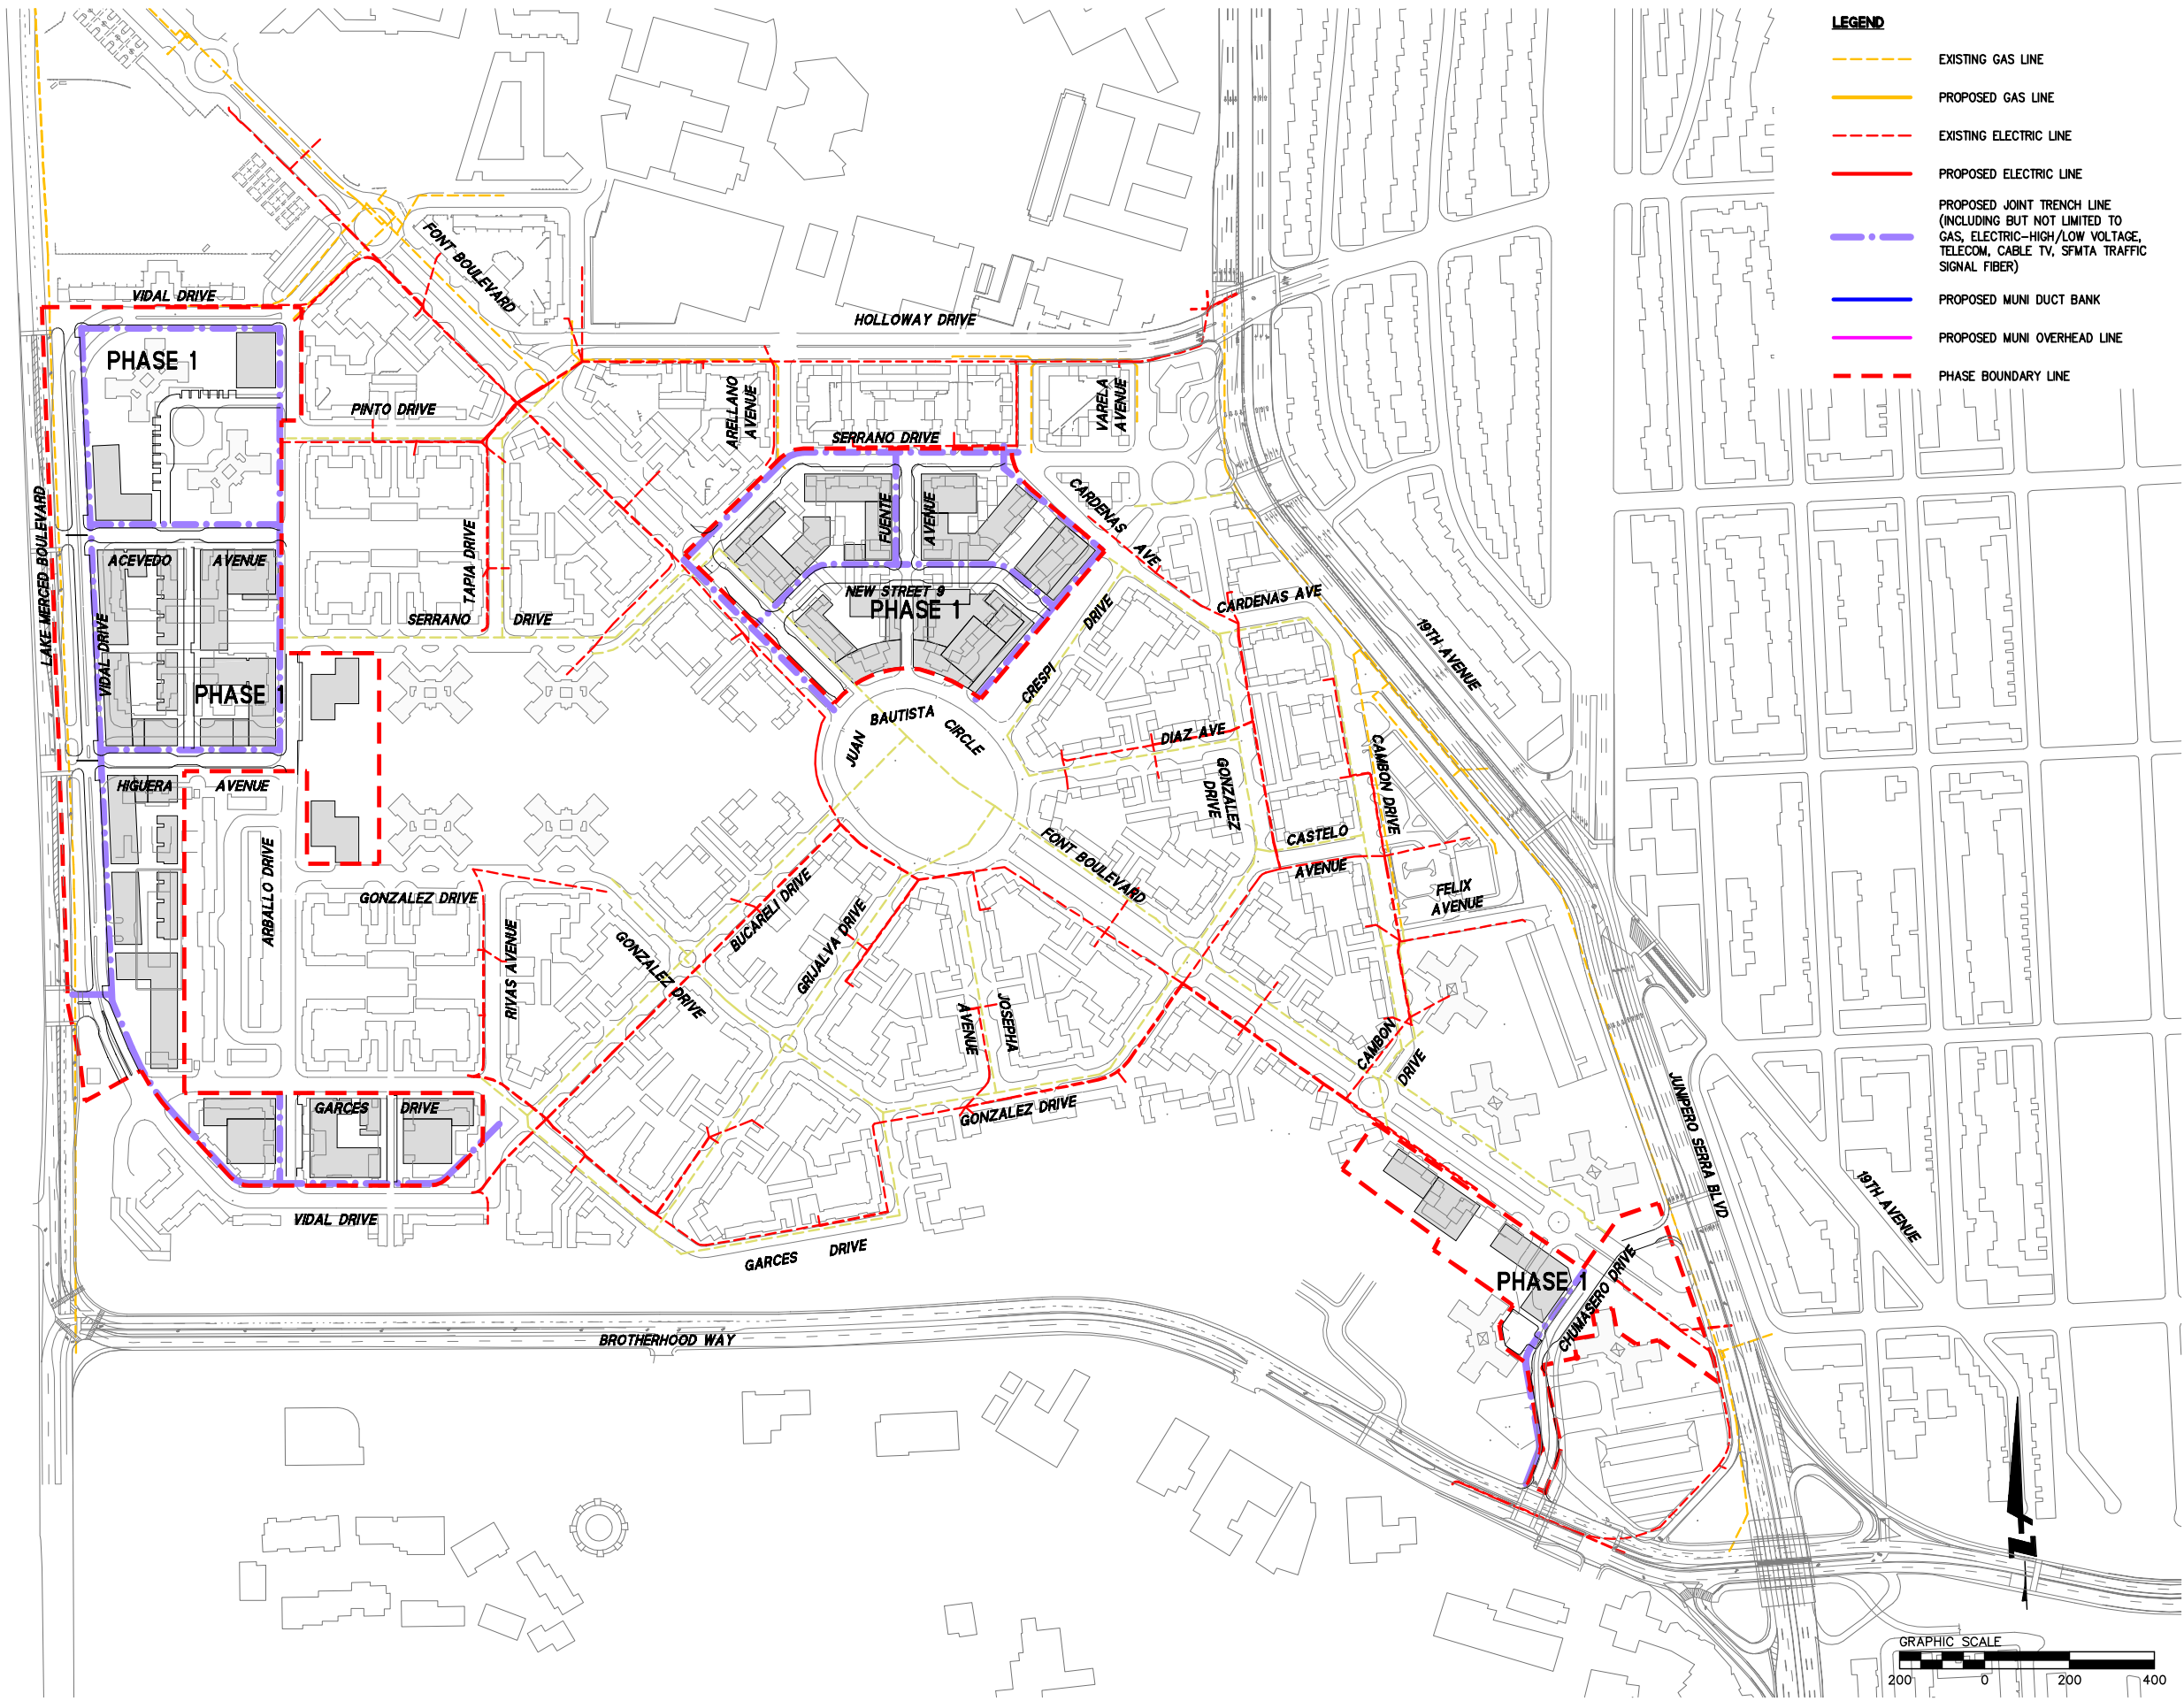 LEGEND
EXISTING GAS LINE
PROPOSED GAS LINE
EXISTING ELECTRIC LINE
PROPOSED ELECTRIC LINE
PROPOSED JOINT TRENCH LINE
(INCLUDING BUT NOT LIMITED TO
GAS, ELECTRIC-HIGH/LOW VOLTAGE,
TELECOM, CABLE TV, SFMTA TRAFFIC
SIGNAL FIBER)
PROPOSED MUNI DUCT BANK
PROPOSED MUNI OVERHEAD LINE
PHASE BOUNDARY LINE
FONT BOULEVARD
VIDAL DRIVE
HOLLOWAY DRIVE
PHASE 1
PINTO DRIVE
ARELLANO
AVENUE
VARELA
AVENUE
SERRANO DRIVE
LAKE MERCED BOULEVARD
TAPIA DRIVE
FUENTE
AVENUE
CARDENAS
AVE
ACEVEDO
AVENUE
NEW STREET 9
PHASE 1
SERRANO
DRIVE
CARDENAS AVE
CRESPI
DRIVE
19TH AVENUE
VIDAL DRIVE
PHASE 1
JUAN
BAUTISTA
CIRCLE
DIAZ AVE
GONZALEZ
DRIVE
CAMBON DRIVE
HIGUERA
AVENUE
ARBALLO DRIVE
FONT BOULEVARD
CASTELO
AVENUE
FELIX
AVENUE
GONZALEZ DRIVE
RIVAS AVENUE
GONZALEZ DRIVE
BUCARELI DRIVE
GRIJALVA DRIVE
AVENUE
JOSEPHA
CAMBON
DRIVE
GARCES
DRIVE
GONZALEZ DRIVE
JUNIPERO SERRA BLVD
19TH AVENUE
VIDAL DRIVE
GARCES
DRIVE
PHASE 1
CHUMASERO DRIVE
BROTHERHOOD WAY
GRAPHIC SCALE
200
0
200
400